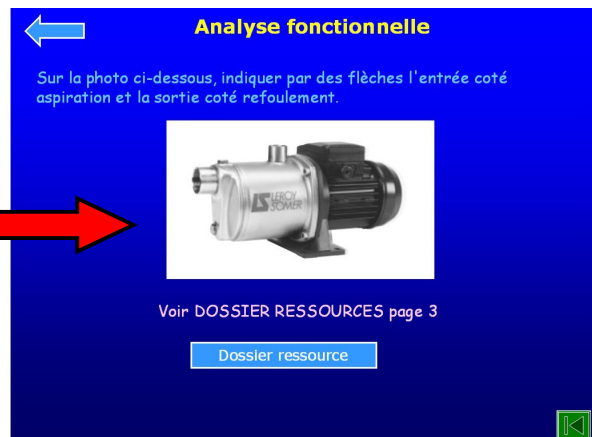 Analyse fonctionnelle
Sur la photo ci-dessous, indiquer par des flèches l'entrée coté
aspiration et la sortie coté refoulement.
LS LEROY
SOMER
Voir DOSSIER RESSOURCES page 3
Dossier ressource